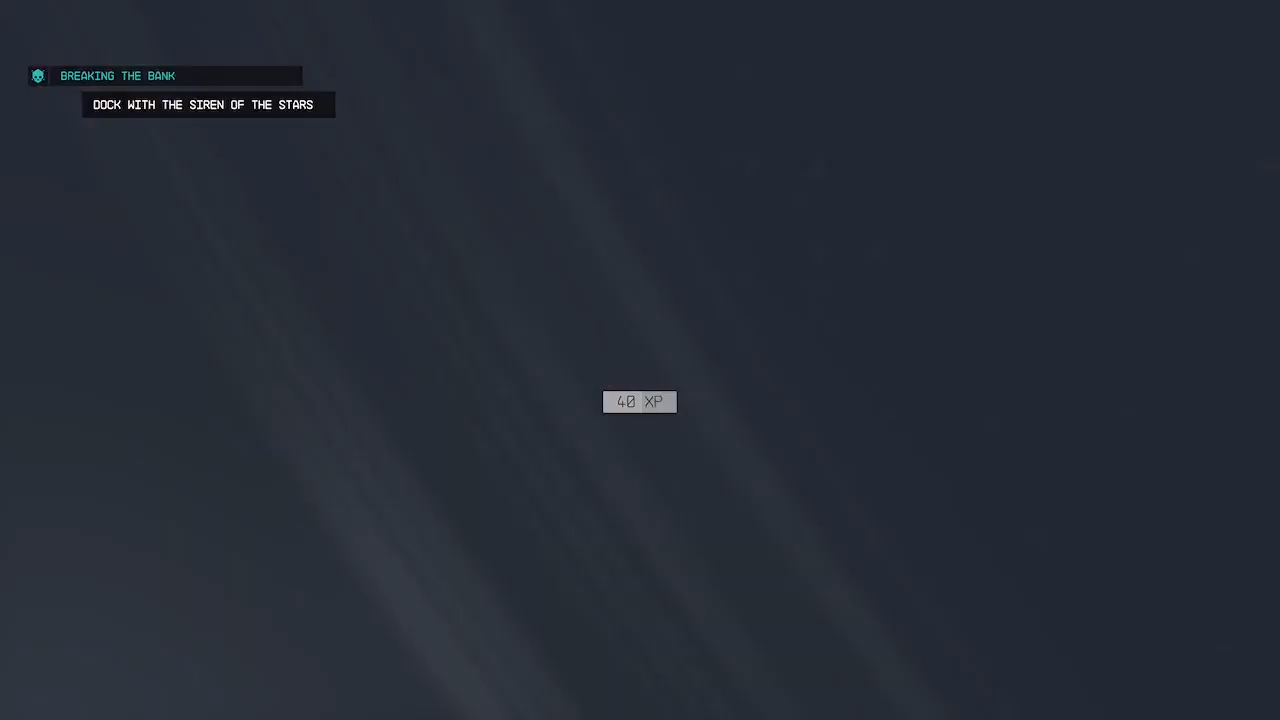 BREAKING THE BANK
DOCK WITH THE SIREN OF THE STARS
40 XP